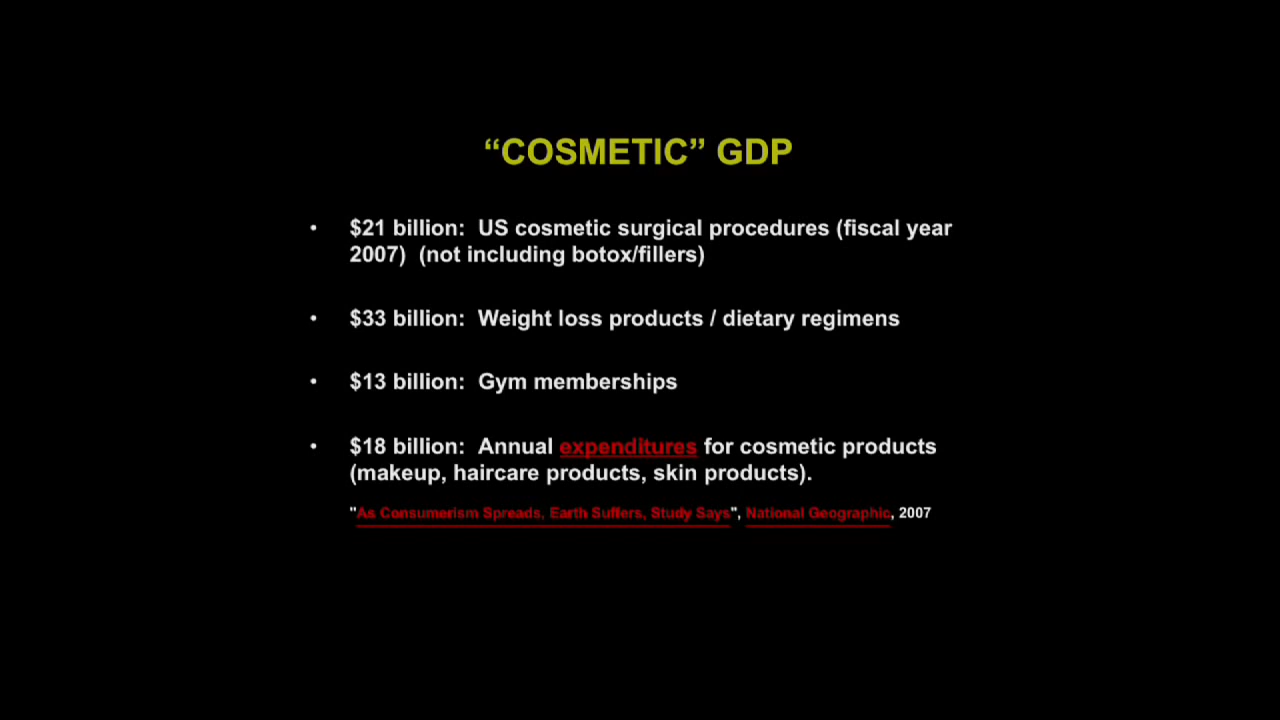 “COSMETIC” GDP
• $21 billion: US cosmetic surgical procedures (fiscal year
2007) (not including botox/fillers)
• $33 billion: Weight loss products / dietary regimens
• $13 billion: Gym memberships
• $18 billion: Annual expenditures for cosmetic products
(makeup, haircare products, skin products).
"As Consumerism Spreads, Earth Suffers, Study Says", National Geographic, 2007